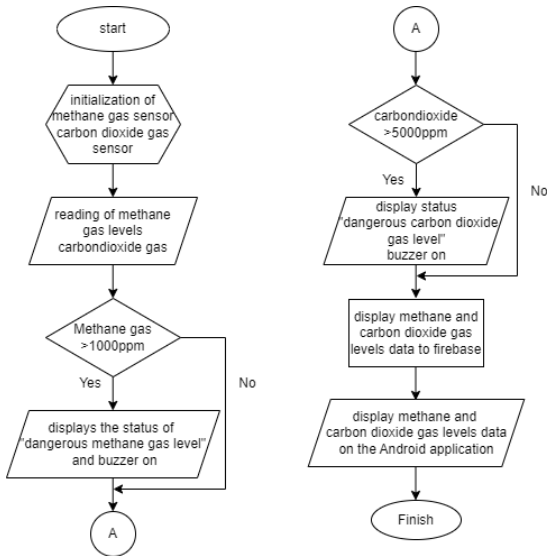 start
initialization of
methane gas sensor
carbon dioxide gas
sensor
reading of methane
gas levels
carbondioxide gas
Methane gas
>1000ppm
Yes
No
displays the status of
"dangerous methane gas level"
and buzzer on
A
A
carbondioxide
>5000ppm
Yes
No
display status
"dangerous carbon dioxide
gas level"
buzzer on
display methane and
carbon dioxide gas
levels data to firebase
display methane and
carbon dioxide gas levels data
on the Android application
Finish